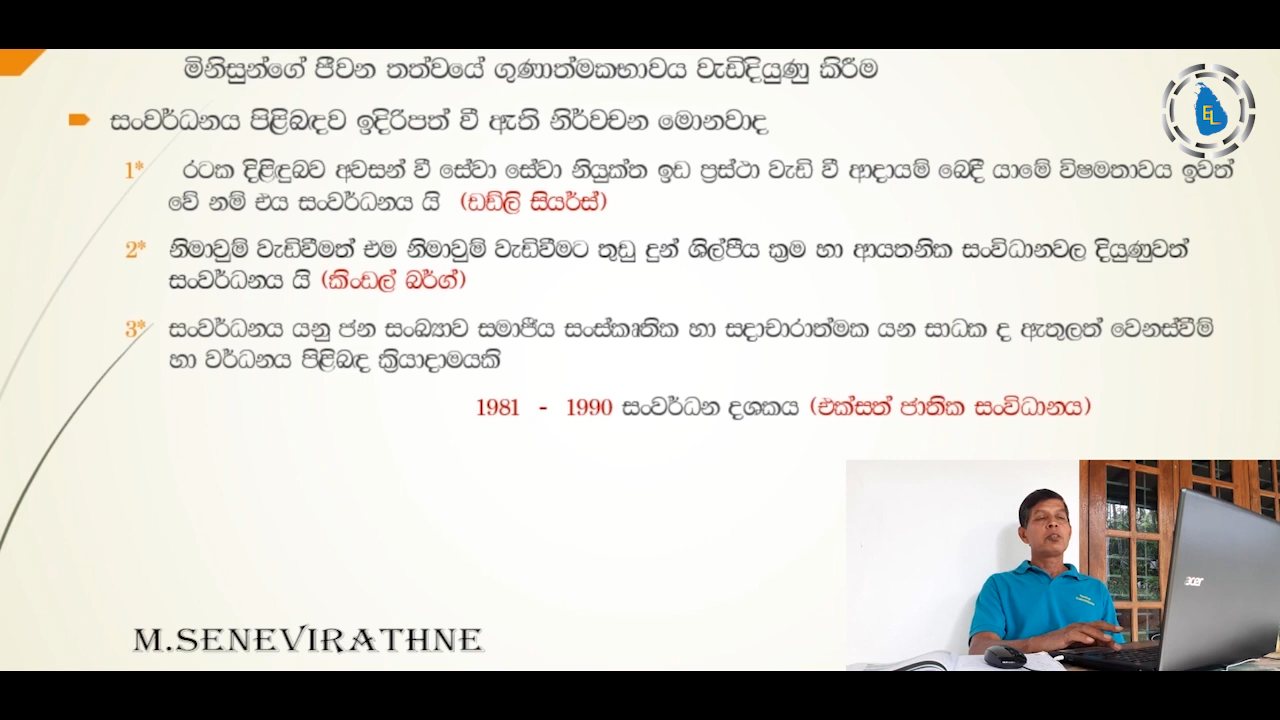 මිනිසුන්ගේ ජීවන තත්වයේ ගුණාත්මකභාවය වැඩිදියුණු කිරීම
සංවර්ධනය පිළිබඳව ඉදිරිපත් වී ඇති නිර්වචන මොනවාද
1* රටක දිළිඳුබව අවසන් වී සේවා සේවා නියුක්ත ඉඩ ප්‍රස්ථා වැඩි වී ආදායම් බෙදී යාමේ විෂමතාවය ඉවත්
වේ නම් එය සංවර්ධනය යි (ඩඩ්ලි සියර්ස්)
2* නිමාවුම් වැඩිවීමත් එම නිමාවුම් වැඩිවීමට තුඩු දුන් ශිල්පීය ක්‍රම හා ආයතනික සංවිධානවල දියුණුවත්
සංවර්ධනය යි (කිංඩල් බර්ග්)
3* සංවර්ධනය යනු ජන සංඛ්‍යාව සමාජීය සංස්කෘතික හා සදාචාරාත්මක යන සාධක ද ඇතුලත් වෙනස්වීම්
හා වර්ධනය පිළිබඳ ක්‍රියාදාමයකි
1981 - 1990 සංවර්ධන දශකය (එක්සත් ජාතික සංවිධානය)
EL
acer
M.SENEVIRATHNE